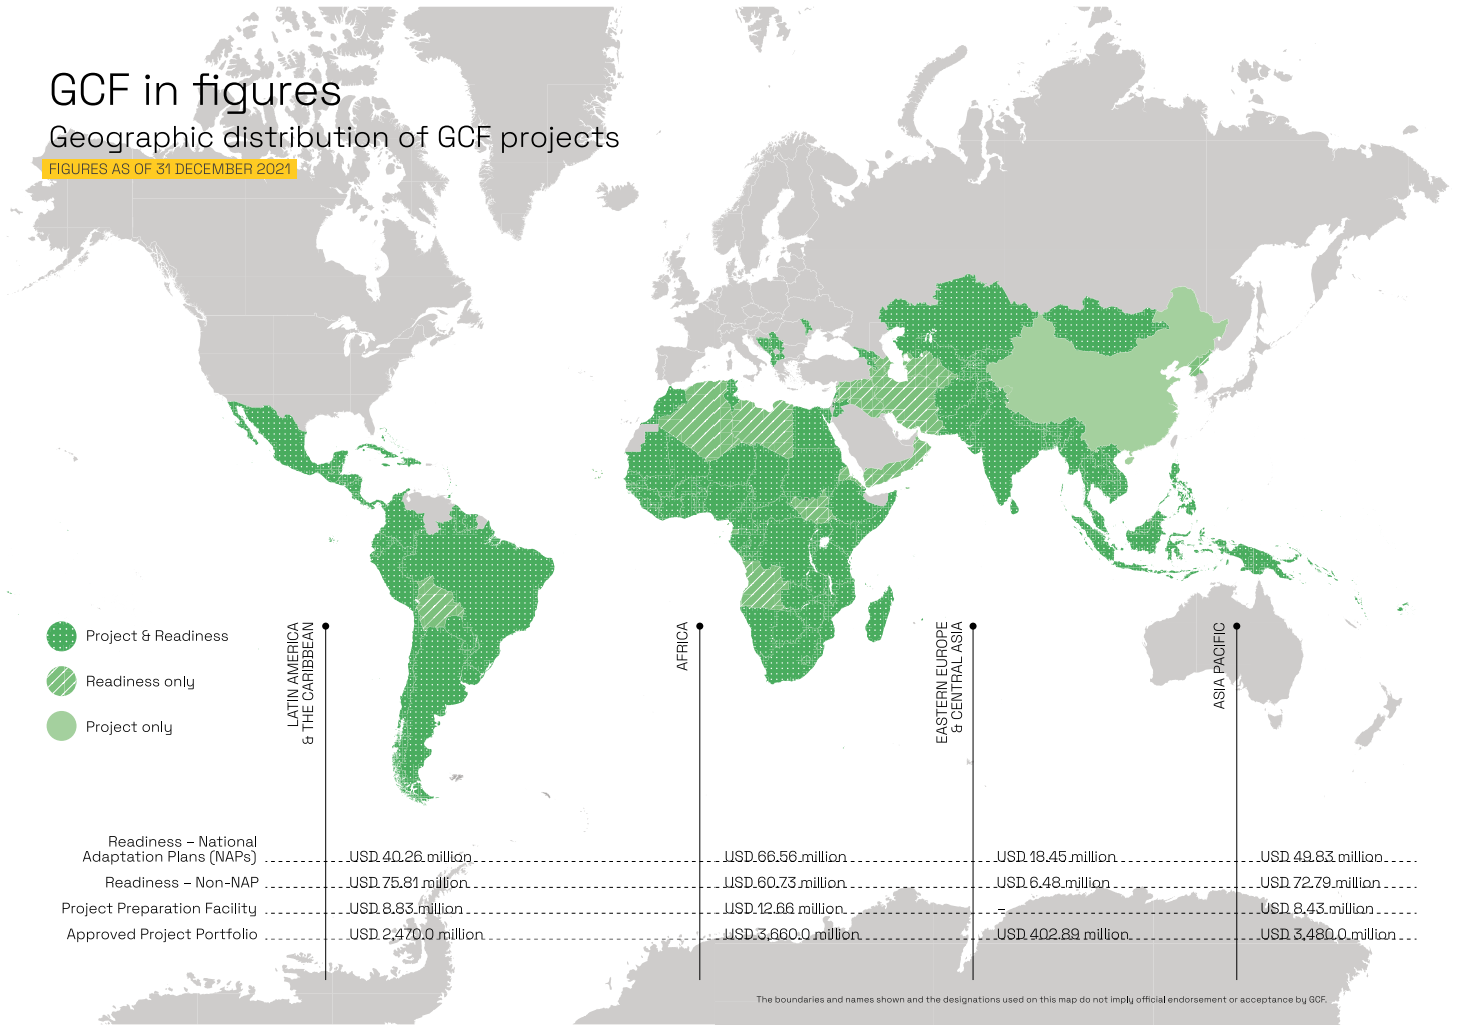 GCF in figures
Geographic distribution of GCF projects
FIGURES AS OF 31 DECEMBER 2021
Project & Readiness
Readiness only
Project only
LATIN AMERICA
& THE CARIBBEAN
AFRICA
EASTERN EUROPE
& CENTRAL ASIA
ASIA PACIFIC
Readiness – National
Adaptation Plans (NAPs) USD 40.26 million USD 66.56 million USD 18.45 million USD 49.83 million
Readiness – Non-NAP USD 75.81 million USD 60.73 million USD 6.48 million USD 72.79 million
Project Preparation Facility USD 8.83 million USD 12.66 million – USD 8.43 million
Approved Project Portfolio USD 2,470.0 million USD 3,660.0 million USD 402.89 million USD 3,480.0 million
The boundaries and names shown and the designations used on this map do not imply official endorsement or acceptance by GCF.